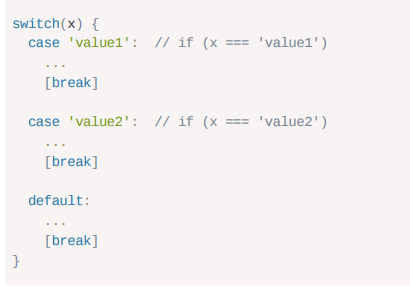 switch(x) {
  case 'value1':  // if (x === 'value1')
    ...
    [break]

  case 'value2':  // if (x === 'value2')
    ...
    [break]

  default:
    ...
    [break]
}